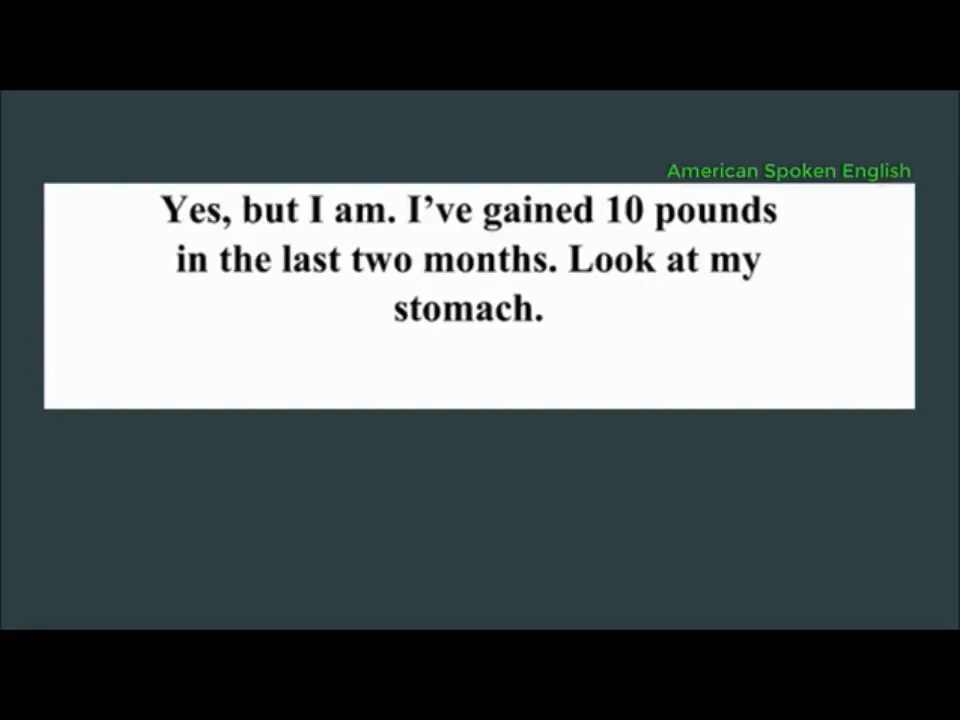 American Spoken English
Yes, but I am. I’ve gained 10 pounds
in the last two months. Look at my
stomach.